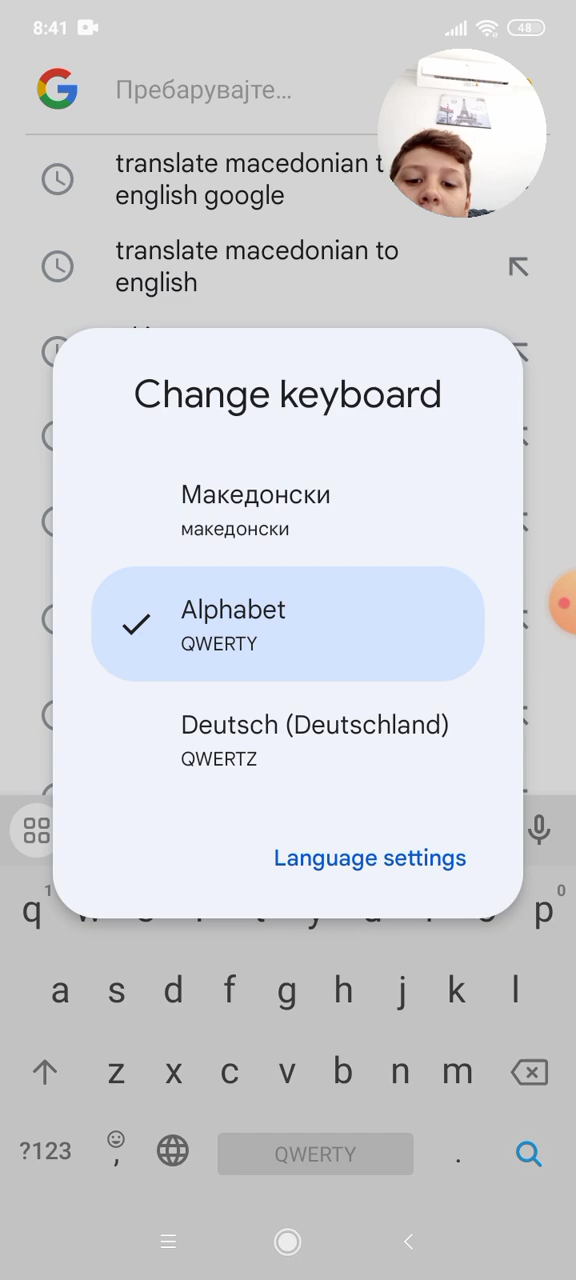 8:41
48
Пребарувајте...
translate macedonian t
english google
translate macedonian to
english
Change keyboard
Македонски
македонски
Alphabet
QWERTY
Deutsch (Deutschland)
QWERTZ
Language settings
1 0
q p
a s d f g h j k l
z x c v b n m
?123 , QWERTY .